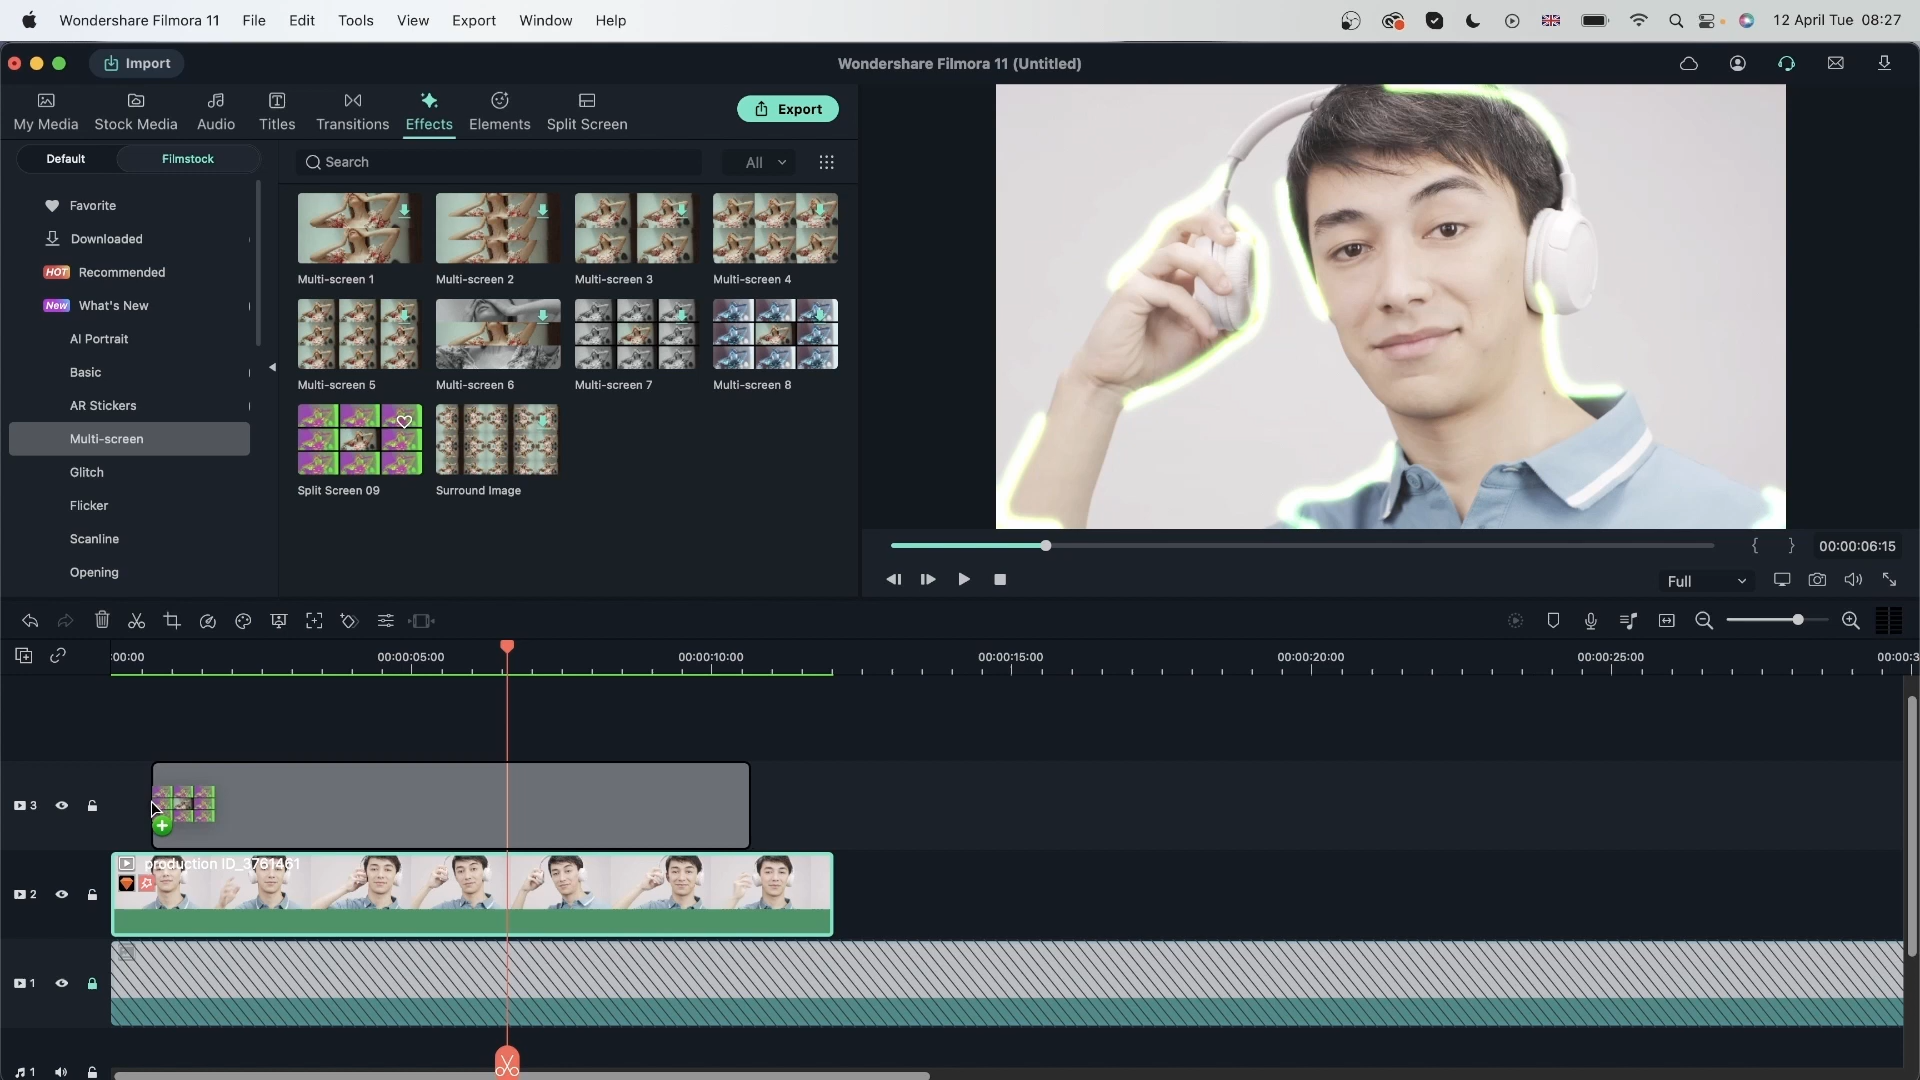 Wondershare Filmora 11 File Edit Tools View Export Window Help 12 April Tue 08:27
Import Wondershare Filmora 11 (Untitled)
My Media Stock Media Audio Titles Transitions Effects Elements Split Screen Export
Default Filmstock Search All
Favorite
Downloaded
HOT Recommended
New What's New
AI Portrait
Basic
AR Stickers
Multi-screen
Glitch
Flicker
Scanline
Opening
Multi-screen 1 Multi-screen 2 Multi-screen 3 Multi-screen 4
Multi-screen 5 Multi-screen 6 Multi-screen 7 Multi-screen 8
Split Screen 09 Surround Image
{ } 00:00:06:15
Full
:00:00 00:00:05:00 00:00:10:00 00:00:15:00 00:00:20:00 00:00:25:00 00:00:3
3
production ID_3761461
2
1
1